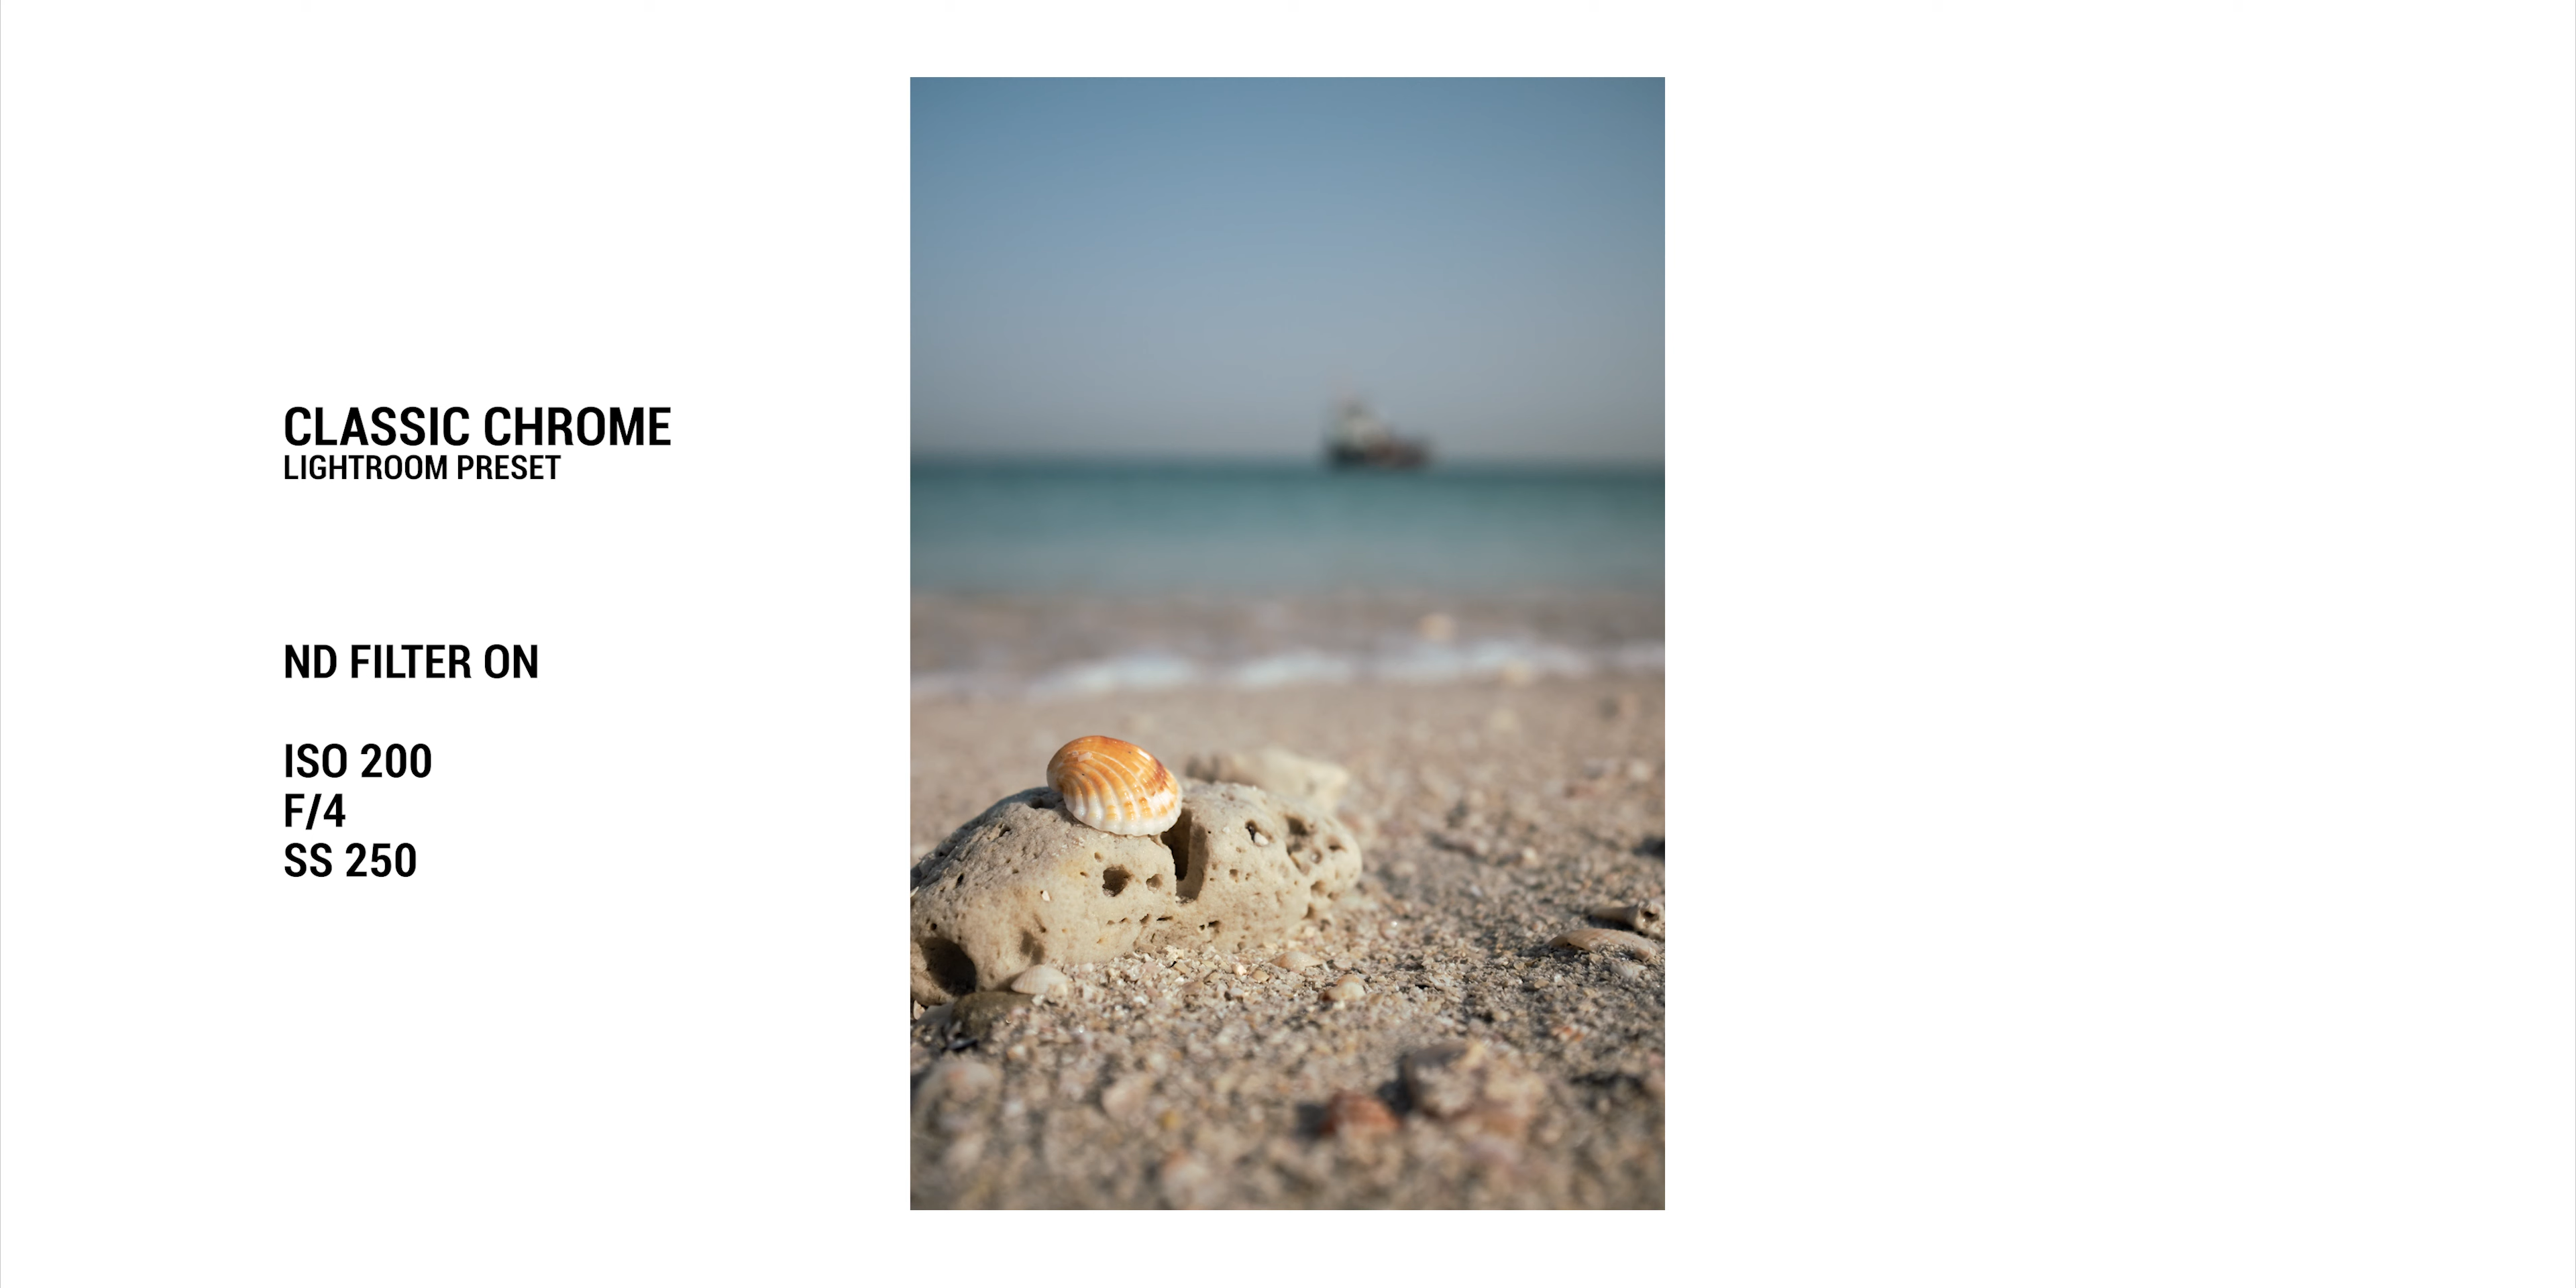 CLASSIC CHROME
LIGHTROOM PRESET
ND FILTER ON
ISO 200
F/4
SS 250